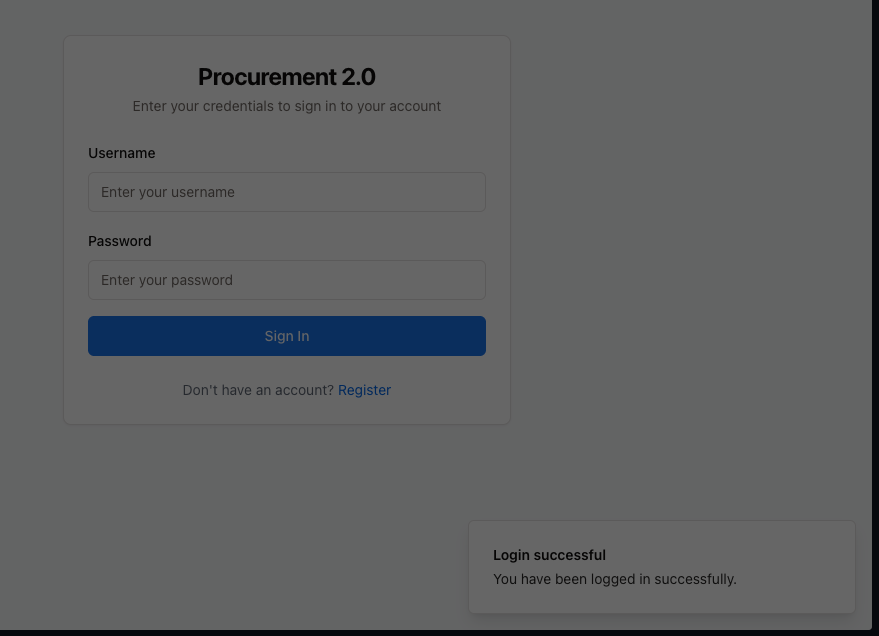 Procurement 2.0
Enter your credentials to sign in to your account
Username
Enter your username
Password
Enter your password
Sign In
Don't have an account? Register
Login successful
You have been logged in successfully.